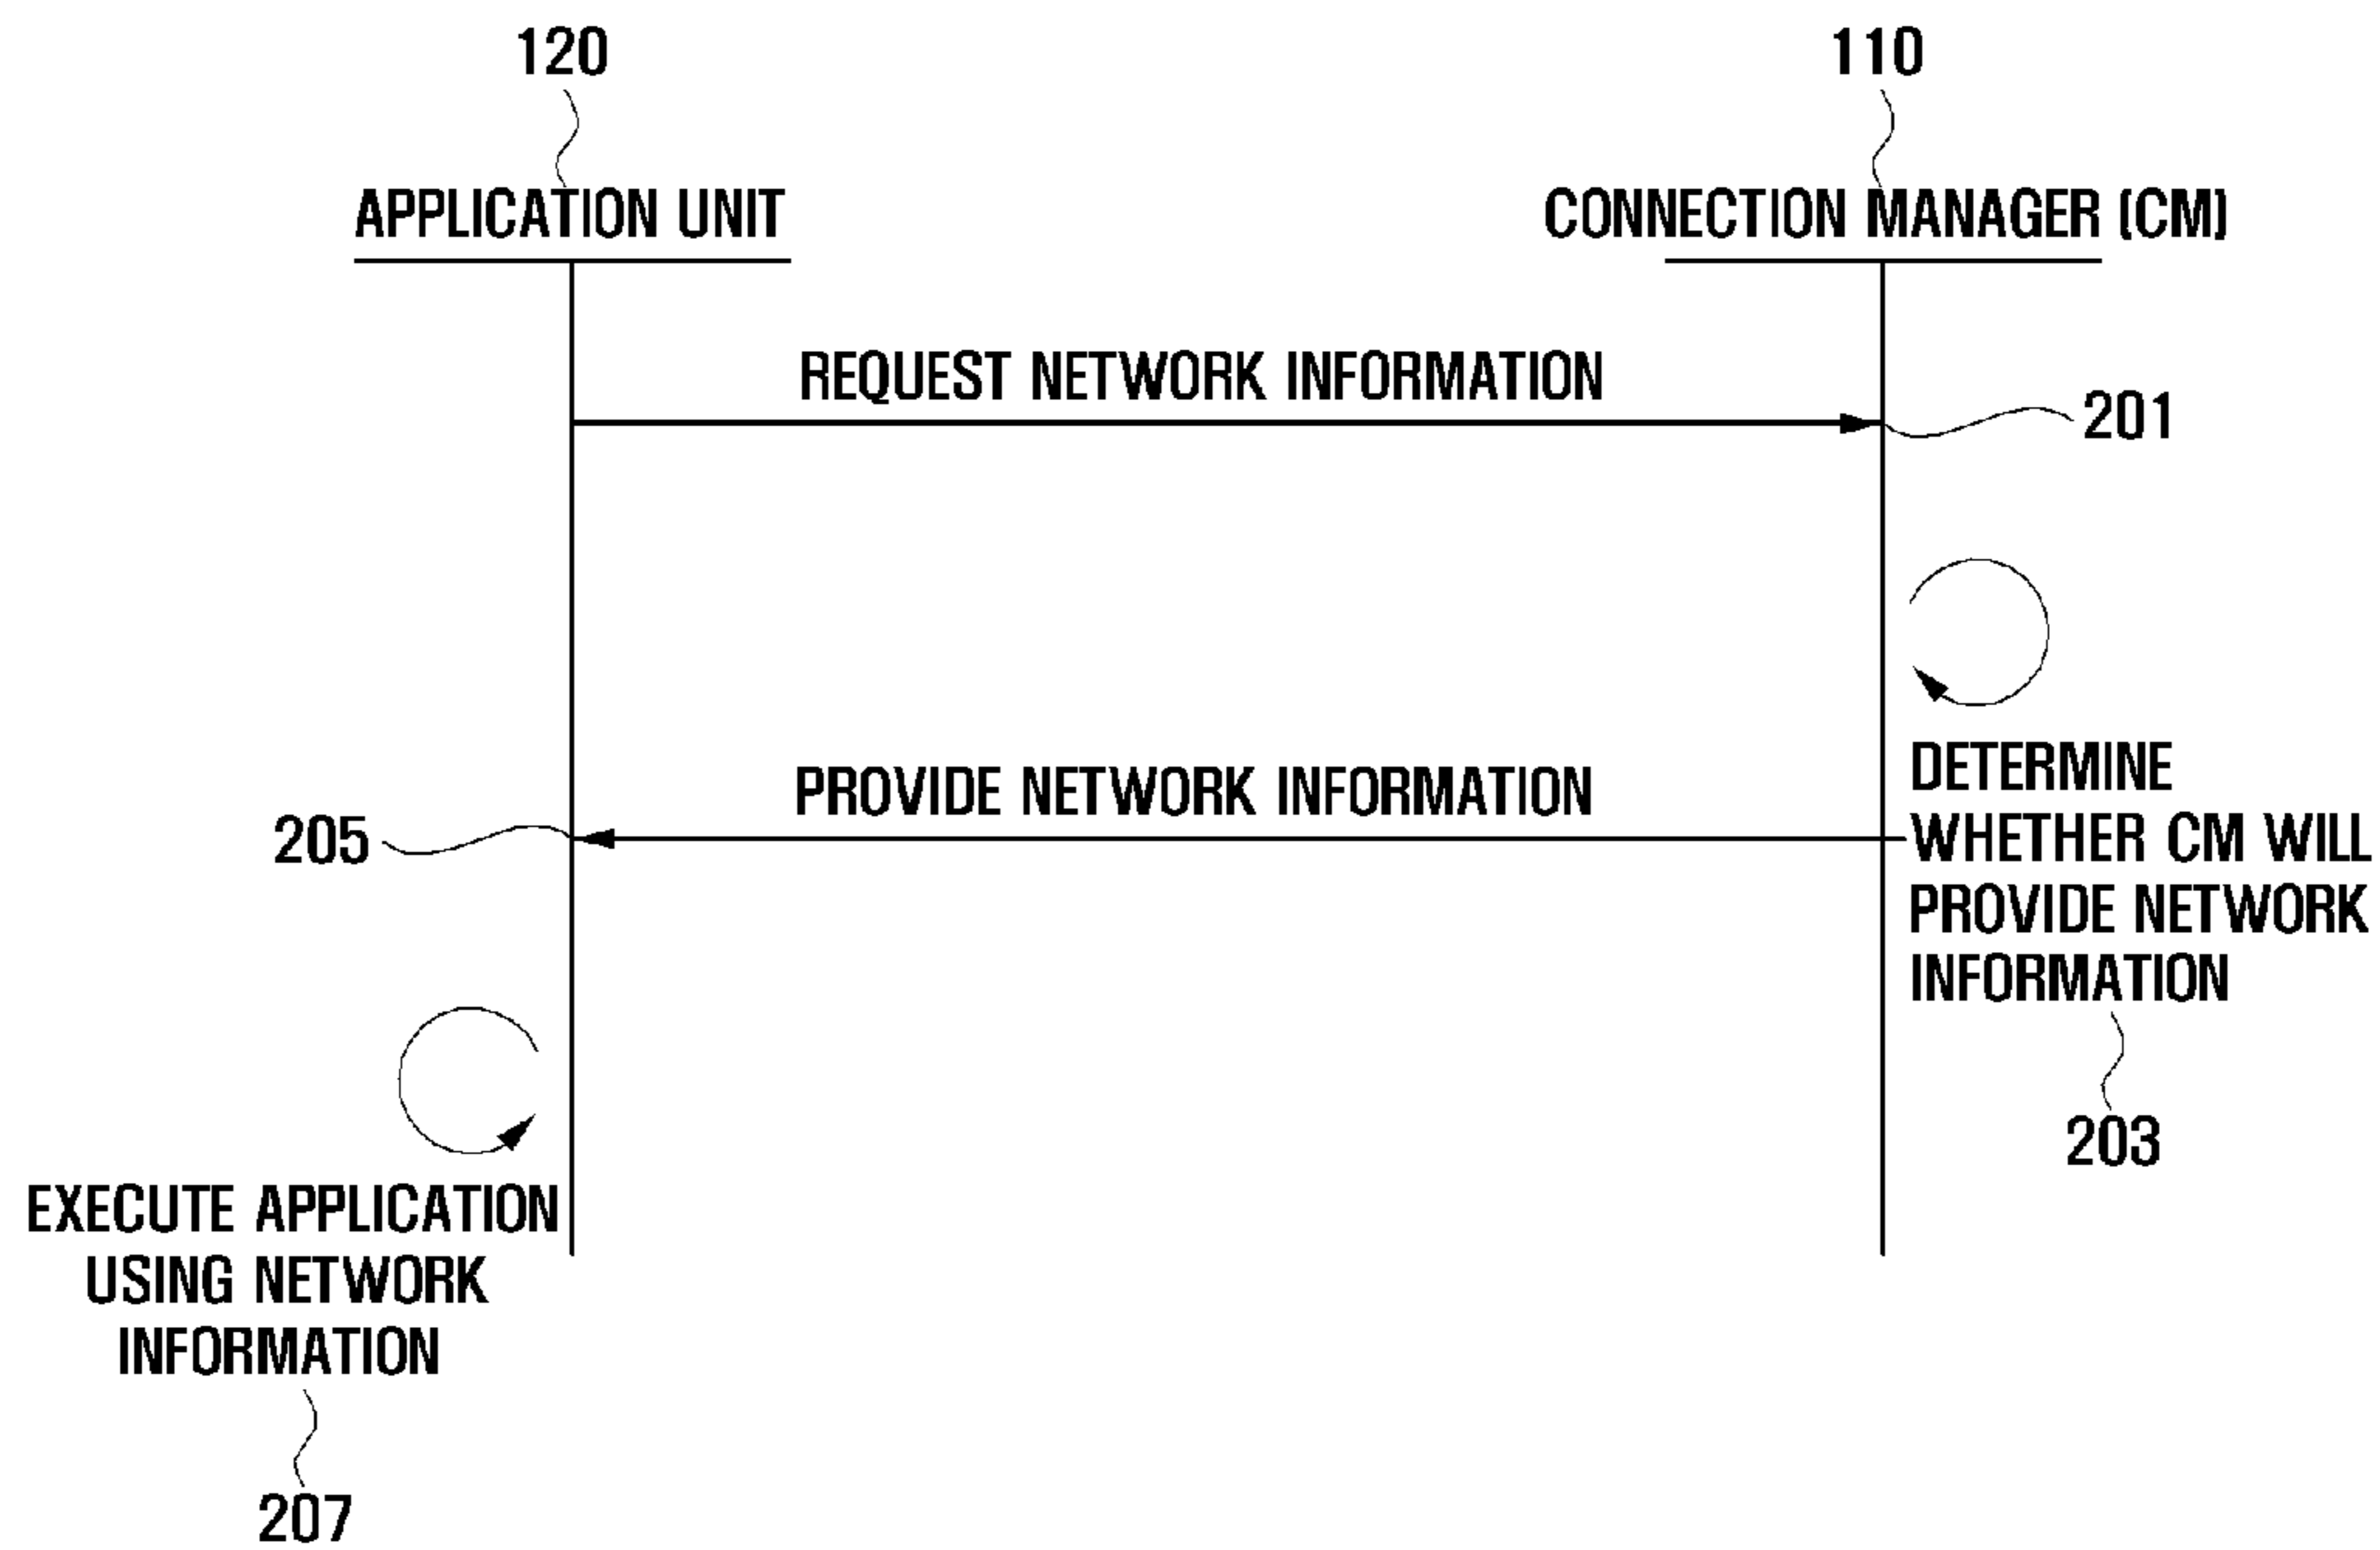 120
110
APPLICATION UNIT
CONNECTION MANAGER (CM)
REQUEST NETWORK INFORMATION
201
PROVIDE NETWORK INFORMATION
205
DETERMINE
WHETHER CM WILL
PROVIDE NETWORK
INFORMATION
203
EXECUTE APPLICATION
USING NETWORK
INFORMATION
207